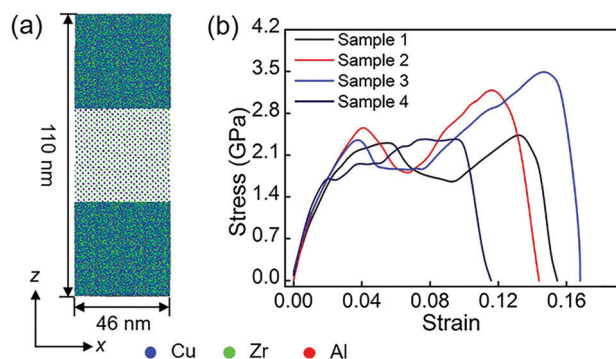 (a)
110 nm
z
46 nm
x
Cu
Zr
Al
(b)
4.2
3.5
2.8
2.1
1.4
0.7
0.0
Stress (GPa)
Sample 1
Sample 2
Sample 3
Sample 4
0.00 0.04 0.08 0.12 0.16
Strain